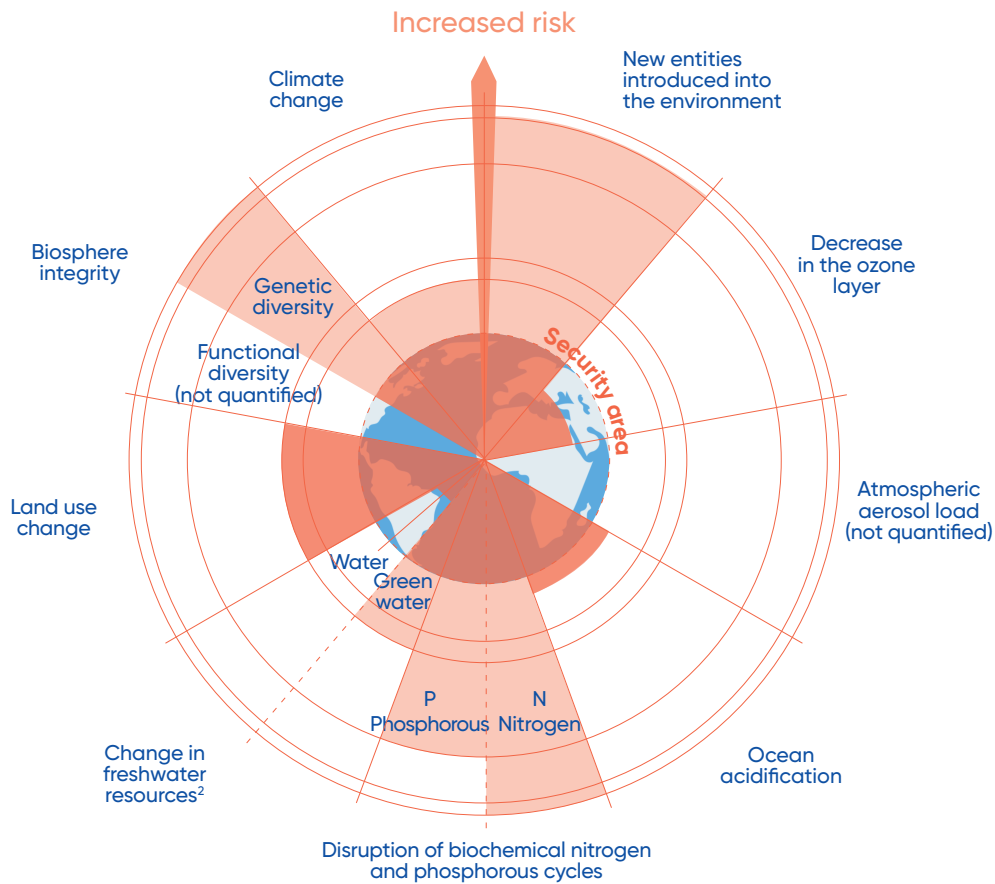 Increased risk
Climate
change
New entities
introduced into
the environment
Biosphere
integrity
Decrease
in the ozone
layer
Genetic
diversity
Functional
diversity
(not quantified)
Security area
Land use
change
Atmospheric
aerosol load
(not quantified)
Water
Green
water
P
Phosphorous
N
Nitrogen
Change in
freshwater
resources²
Ocean
acidification
Disruption of biochemical nitrogen
and phosphorous cycles